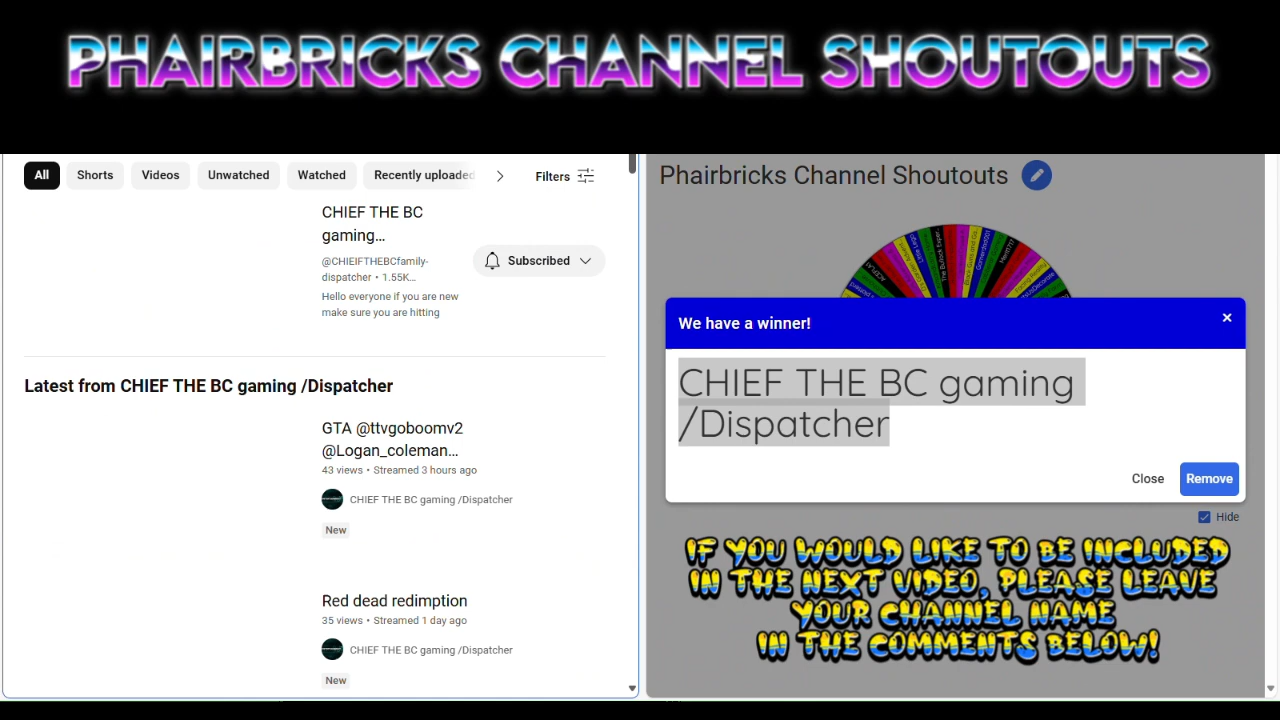 PHAIRBRICKS CHANNEL SHOUTOUTS
All
Shorts
Videos
Unwatched
Watched
Recently uploaded
Filters
CHIEF THE BC
gaming...
@CHIEIFTHEBCfamily-
dispatcher • 1.55K...
Hello everyone if you are new
make sure you are hitting
Subscribed
Latest from CHIEF THE BC gaming /Dispatcher
GTA @ttvgoboomv2
@Logan_coleman...
43 views • Streamed 3 hours ago
CHIEF THE BC gaming /Dispatcher
New
Red dead redimption
35 views • Streamed 1 day ago
CHIEF THE BC gaming /Dispatcher
New
Phairbricks Channel Shoutouts
We have a winner!
×
CHIEF THE BC gaming
/Dispatcher
Close
Remove
Hide
IF YOU WOULD LIKE TO BE INCLUDED
IN THE NEXT VIDEO, PLEASE LEAVE
YOUR CHANNEL NAME
IN THE COMMENTS BELOW!